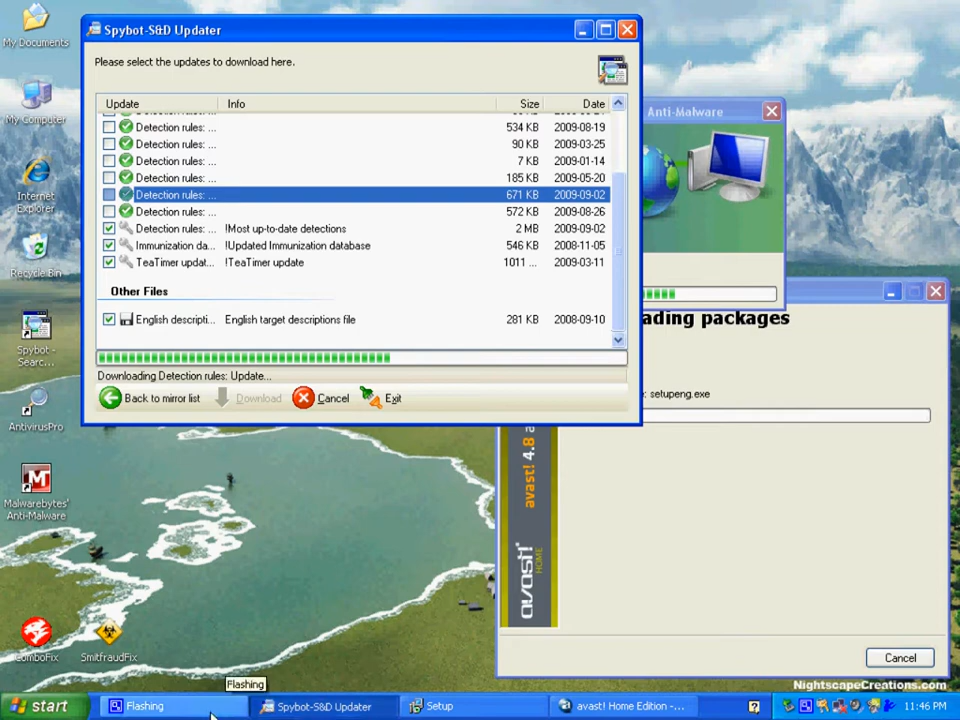 My Documents
My Computer
Internet
Explorer
Recycle Bin
Spybot -
Searc...
AntivirusPro
Malwarebytes'
Anti-Malware
ComboFix
SmitfraudFix
Spybot-S&D Updater
Please select the updates to download here.
Update Info Size Date
Detection rules: ... 534 KB 2009-08-19
Detection rules: ... 90 KB 2009-03-25
Detection rules: ... 7 KB 2009-01-14
Detection rules: ... 185 KB 2009-05-20
Detection rules: ... 671 KB 2009-09-02
Detection rules: ... 572 KB 2009-08-26
Detection rules: ... !Most up-to-date detections 2 MB 2009-09-02
Immunization da... !Updated Immunization database 546 KB 2008-11-05
TeaTimer updat... !TeaTimer update 1011 ... 2009-03-11
Other Files
English descripti... English target descriptions file 281 KB 2008-09-10
Downloading Detection rules: Update...
Back to mirror list Download Cancel Exit
Anti-Malware
ading packages
: setupeng.exe
avast! 4.8 a
avast! HOME
Cancel
NightscapeCreations.com
Flashing
start Flashing Spybot-S&D Updater Setup avast! Home Edition -... 11:46 PM